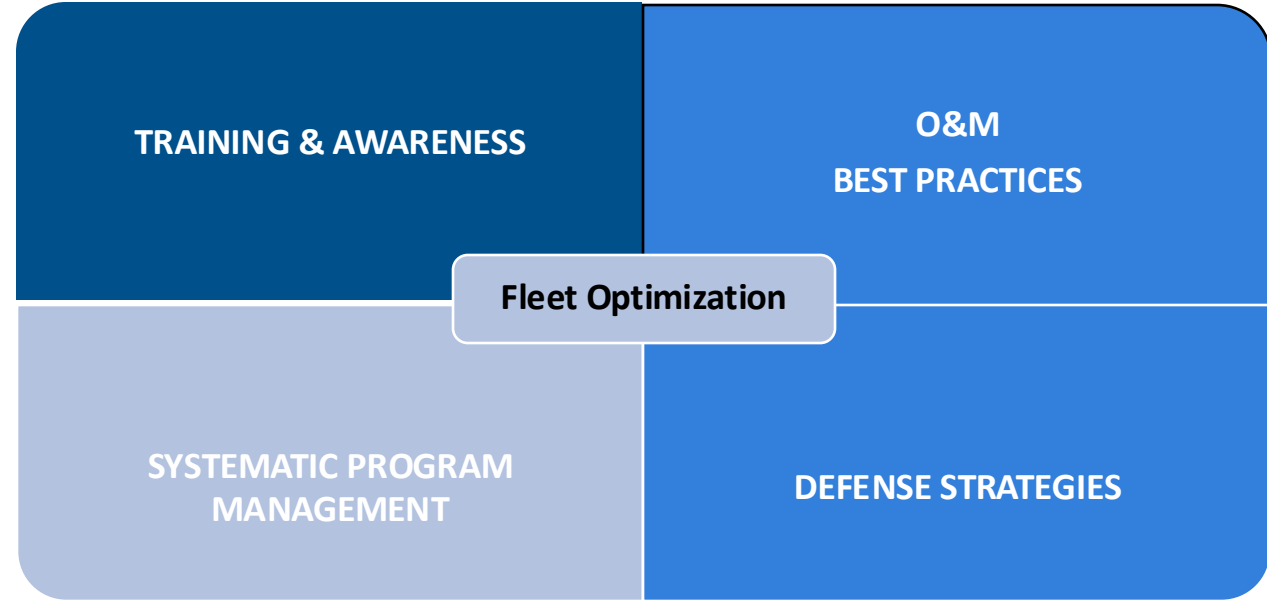 TRAINING & AWARENESS
O&M
BEST PRACTICES
Fleet Optimization
SYSTEMATIC PROGRAM
MANAGEMENT
DEFENSE STRATEGIES